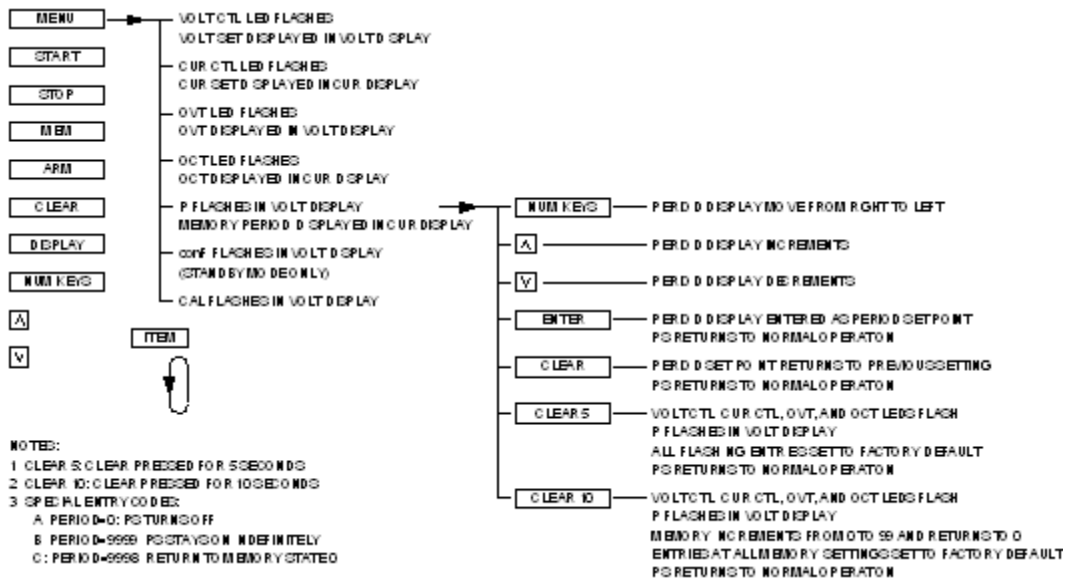 MENU
START
STOP
MEM
ARM
CLEAR
DISPLAY
NUM KEYS
Λ
V
ITEM
VOLT CTL LED FLASHES
VOLT SET DISPLAYED IN VOLT D SPLAY
CUR CTL LED FLASHES
CUR SET D SPLAYED IN CUR DISPLAY
OVT LED FLASHES
OVT DISPLAYED IN VOLT DISPLAY
OCT LED FLASHES
OCT DISPLAYED IN CUR D SPLAY
P FLASHES IN VOLT DISPLAY
MEMORY PERIOD D SPLAYED IN CUR DISPLAY
conF FLASHES IN VOLT DISPLAY
(STANDBY MODE ONLY)
CAL FLASHES IN VOLT DISPLAY
NUM KEYS
PERIOD DISPLAY MOVE FROM RIGHT TO LEFT
Λ
PERIOD DISPLAY INCREMENTS
V
PERIOD DISPLAY DECREMENTS
ENTER
PERIOD DISPLAY ENTERED AS PERIOD SET POINT
PS RETURNS TO NORMAL OPERATION
CLEAR
PERIOD SET POINT RETURNS TO PREVIOUS SETTING
PS RETURNS TO NORMAL OPERATION
CLEAR 5
VOLT CTL CUR CTL, OVT, AND OCT LEDS FLASH
P FLASHES IN VOLT DISPLAY
ALL FLASHING ENTRIES SET TO FACTORY DEFAULT
PS RETURNS TO NORMAL OPERATION
CLEAR 10
VOLT CTL CUR CTL, OVT, AND OCT LEDS FLASH
P FLASHES IN VOLT DISPLAY
MEMORY INCREMENTS FROM 0 TO 99 AND RETURNS TO 0
ENTRIES AT ALL MEMORY SETTINGS SET TO FACTORY DEFAULT
PS RETURNS TO NORMAL OPERATION
NOTES:
1 CLEAR 5: CLEAR PRESSED FOR 5 SECONDS
2 CLEAR 10: CLEAR PRESSED FOR 10 SECONDS
3 SPECIAL ENTRY CODES:
A PERIOD=0: PS TURNS OFF
B PERIOD=9999 PS STAYS ON INDEFINITELY
C: PERIOD=9998 RETURN TO MEMORY STATE 0